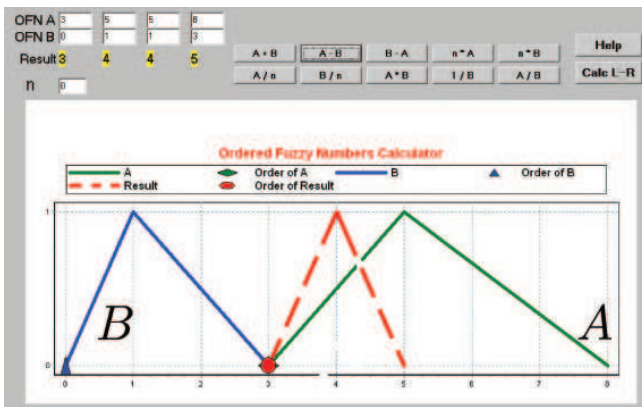 OFN A 3 5 5 8
OFN B 0 1 1 3
Result 3 4 4 5
n 0
A + B A - B B - A n * A n * B Help
A / n B / n A * B 1 / B A / B Calc L-R
Ordered Fuzzy Numbers Calculator
A Order of A B Order of B
Result Order of Result
1
B A
0
0 1 2 3 4 5 6 7 8